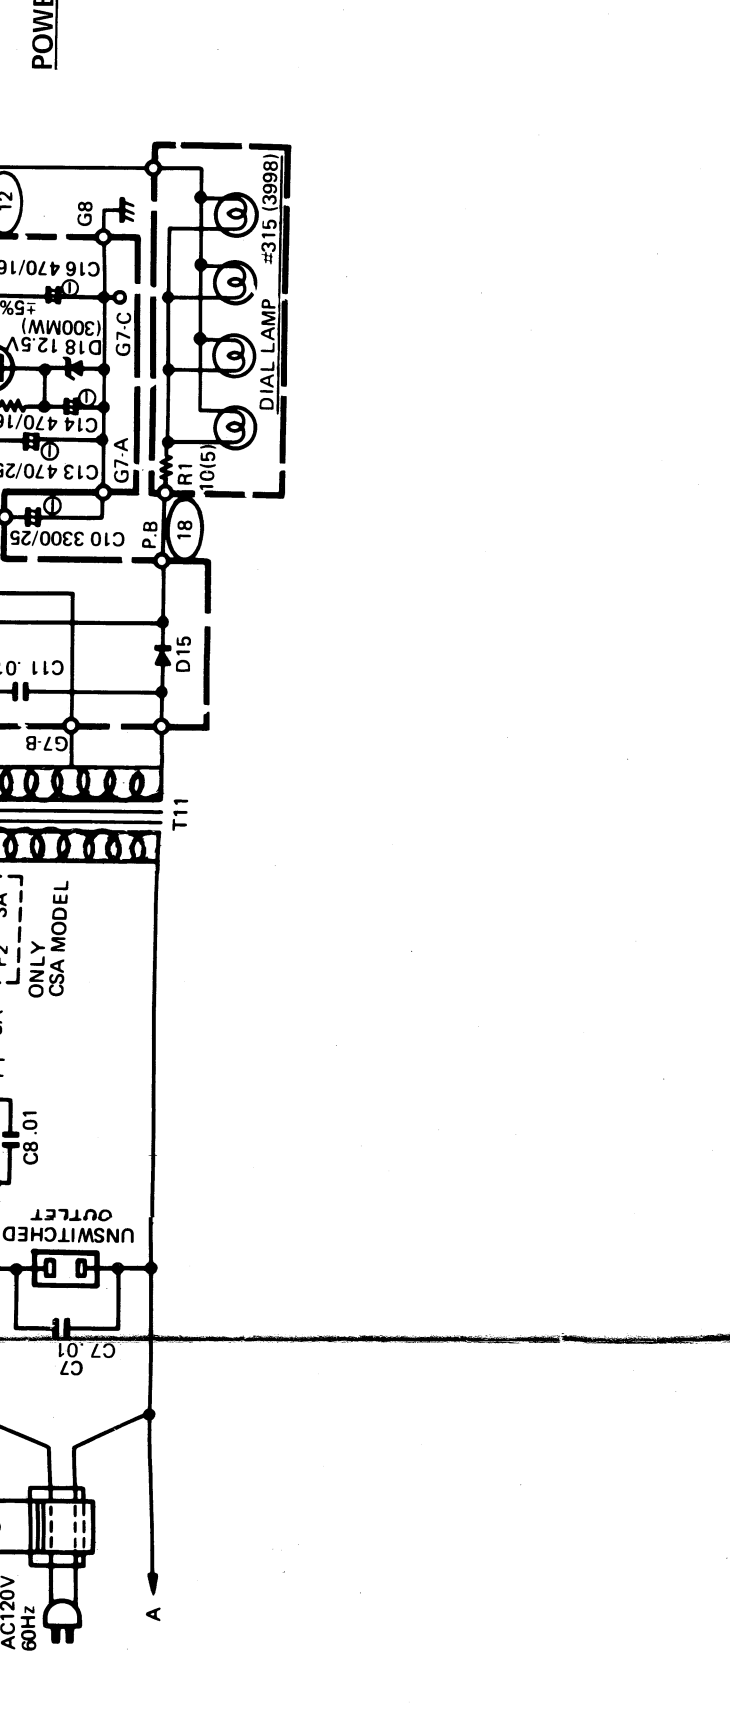 POWE
12
G8
#315 (3998)
C16 470/16
±5%
(300MW)
D18 12.5V
G7-C
DIAL LAMP
C14 470/16
C13 470/25
G7-A
R1
10(5)
C10 3300/25
P.B
18
D15
C11 .0
G7-B
T11
ONLY
CSA MODEL
C8 .01
UNSWITCHED
OUTLET
C7 .01
C7
AC120V
60Hz
A